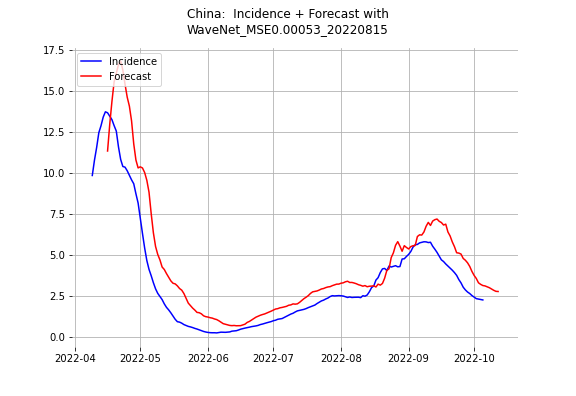 China:  Incidence + Forecast with
WaveNet_MSE0.00053_20220815
17.5
15.0
12.5
10.0
7.5
5.0
2.5
0.0
Incidence
Forecast
2022-04 2022-05 2022-06 2022-07 2022-08 2022-09 2022-10